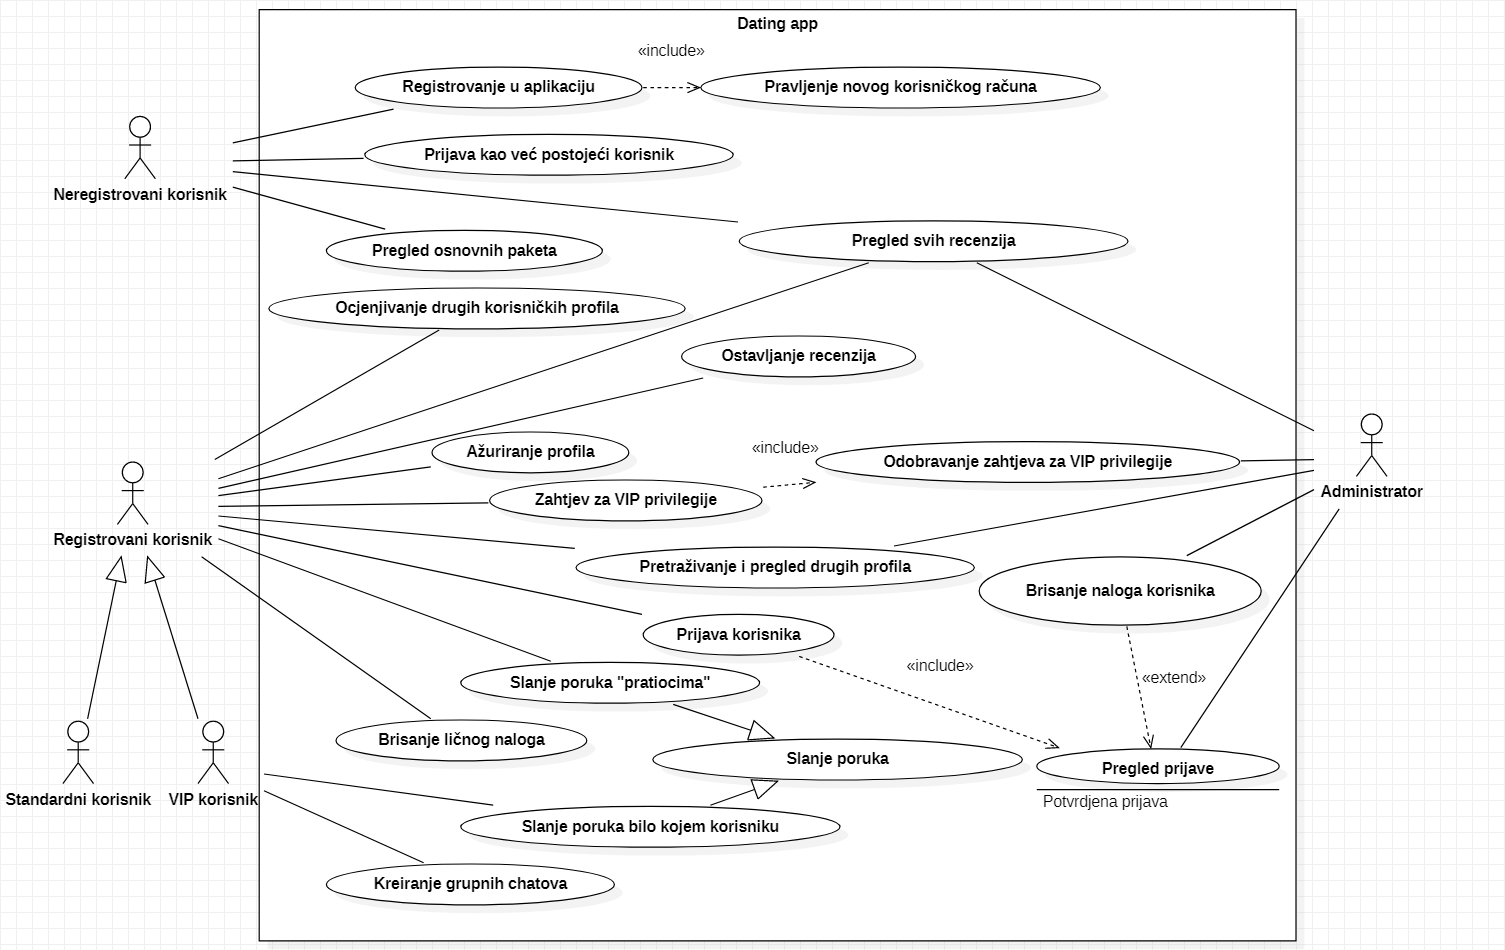 Dating app
«include»
Registrovanje u aplikaciju
Pravljenje novog korisničkog računa
Prijava kao već postojeći korisnik
Neregistrovani korisnik
Pregled svih recenzija
Pregled osnovnih paketa
Ocjenjivanje drugih korisničkih profila
Ostavljanje recenzija
Ažuriranje profila
«include»
Odobravanje zahtjeva za VIP privilegije
Administrator
Zahtjev za VIP privilegije
Registrovani korisnik
Pretraživanje i pregled drugih profila
Brisanje naloga korisnika
Prijava korisnika
«include»
«extend»
Slanje poruka "pratiocima"
Brisanje ličnog naloga
Slanje poruka
Pregled prijave
Potvrdjena prijava
Standardni korisnik
VIP korisnik
Slanje poruka bilo kojem korisniku
Kreiranje grupnih chatova